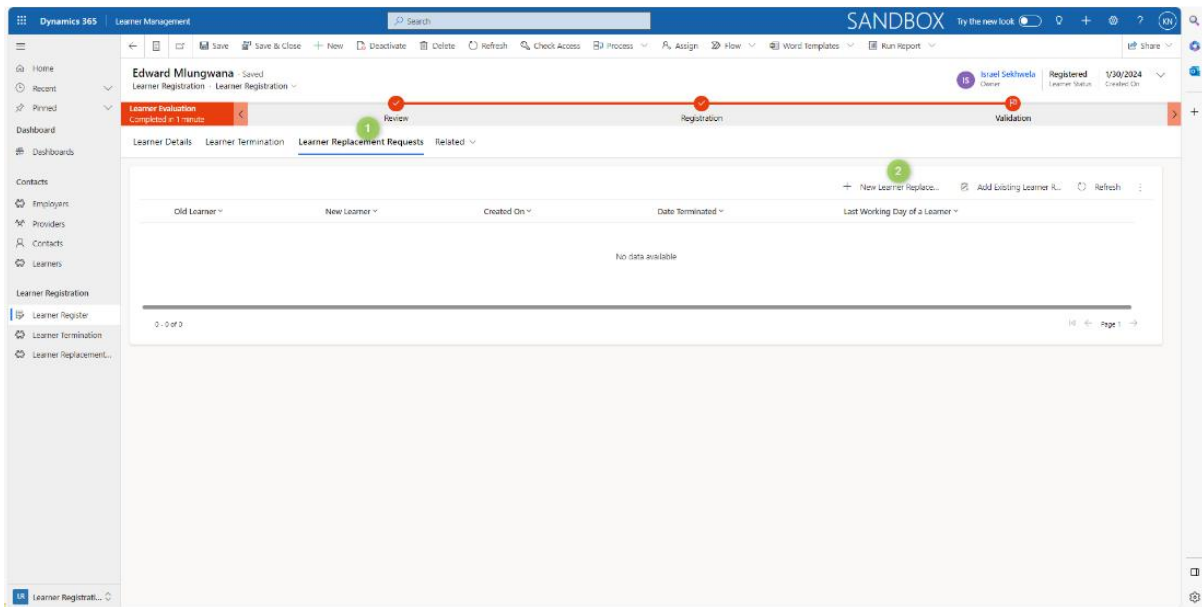 Dynamics 365 Learner Management Search SANDBOX Try the new look KN
Save Save & Close New Deactivate Delete Refresh Check Access Process Assign Flow Word Templates Run Report Share
Home
Recent
Pinned
Dashboard
Dashboards
Contacts
Employers
Providers
Contacts
Learners
Learner Registration
Learner Register
Learner Termination
Learner Replacement...
LR Learner Registrati...
Edward Mlungwana - Saved
Learner Registration · Learner Registration
IS Israel Sekhwela Registered 1/30/2024
Owner Learner Status Created On
Learner Evaluation
Completed in 1 minute
Review Registration Validation
1
Learner Details Learner Termination Learner Replacement Requests Related
2
New Learner Replace... Add Existing Learner R... Refresh
Old Learner New Learner Created On Date Terminated Last Working Day of a Learner
No data available
0 - 0 of 0 Page 1